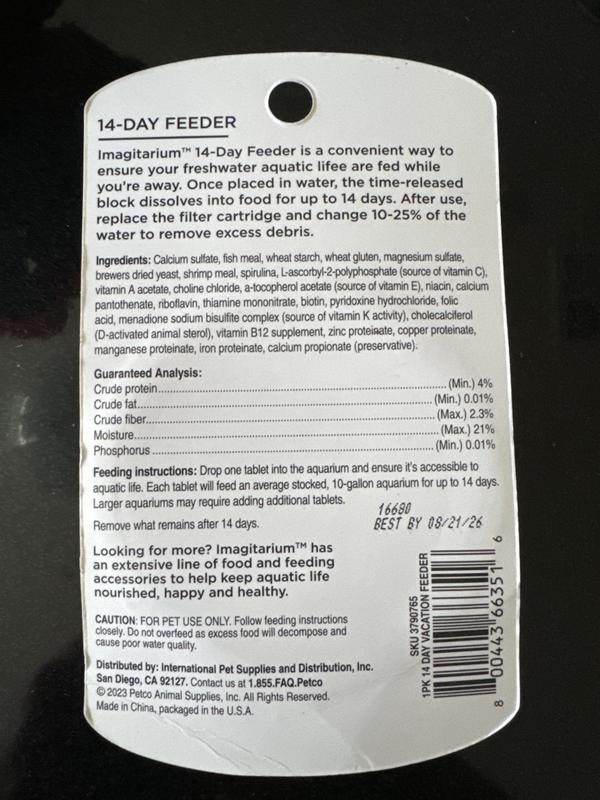 14-DAY FEEDER
Imagitarium™ 14-Day Feeder is a convenient way to
ensure your freshwater aquatic lifee are fed while
you're away. Once placed in water, the time-released
block dissolves into food for up to 14 days. After use,
replace the filter cartridge and change 10-25% of the
water to remove excess debris.
Ingredients: Calcium sulfate, fish meal, wheat starch, wheat gluten, magnesium sulfate,
brewers dried yeast, shrimp meal, spirulina, L-ascorbyl-2-polyphosphate (source of vitamin C),
vitamin A acetate, choline chloride, a-tocopherol acetate (source of vitamin E), niacin, calcium
pantothenate, riboflavin, thiamine mononitrate, biotin, pyridoxine hydrochloride, folic
acid, menadione sodium bisulfite complex (source of vitamin K activity), cholecalciferol
(D-activated animal sterol), vitamin B12 supplement, zinc proteinate, copper proteinate,
manganese proteinate, iron proteinate, calcium propionate (preservative).
Guaranteed Analysis:
Crude protein (Min.) 4%
Crude fat (Min.) 0.01%
Crude fiber (Max.) 2.3%
Moisture (Max.) 21%
Phosphorus (Min.) 0.01%
Feeding instructions: Drop one tablet into the aquarium and ensure it's accessible to
aquatic life. Each tablet will feed an average stocked, 10-gallon aquarium for up to 14 days.
Larger aquariums may require adding additional tablets.
Remove what remains after 14 days.
16680
BEST BY 08/21/26
Looking for more? Imagitarium™ has
an extensive line of food and feeding
accessories to help keep aquatic life
nourished, happy and healthy.
CAUTION: FOR PET USE ONLY. Follow feeding instructions
closely. Do not overfeed as excess food will decompose and
cause poor water quality.
Distributed by: International Pet Supplies and Distribution, Inc.
San Diego, CA 92127. Contact us at 1.855.FAQ.Petco
© 2023 Petco Animal Supplies, Inc. All Rights Reserved.
Made in China, packaged in the U.S.A.
SKU 3790765
1PK 14 DAY VACATION FEEDER
8 00443 66351 6